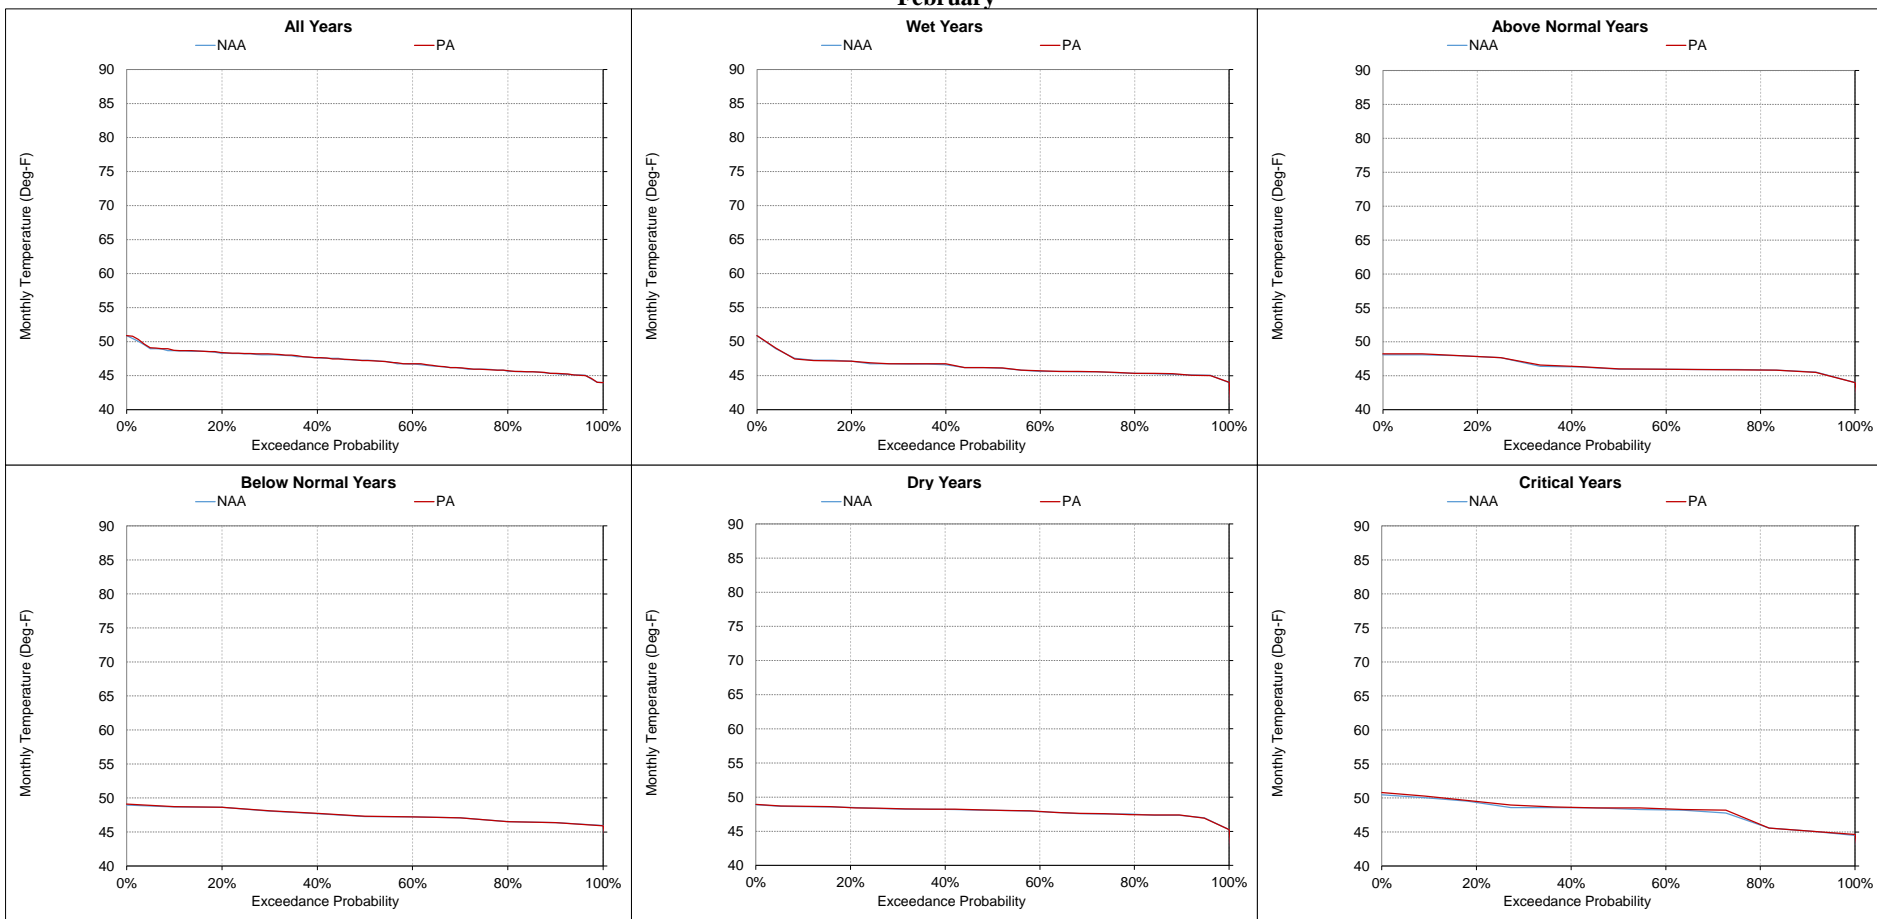 February
All Years
NAA PA
90
85
80
75
70
65
60
55
50
45
40
0% 20% 40% 60% 80% 100%
Monthly Temperature (Deg-F)
Exceedance Probability
Wet Years
NAA PA
90
85
80
75
70
65
60
55
50
45
40
0% 20% 40% 60% 80% 100%
Monthly Temperature (Deg-F)
Exceedance Probability
Above Normal Years
NAA PA
90
85
80
75
70
65
60
55
50
45
40
0% 20% 40% 60% 80% 100%
Monthly Temperature (Deg-F)
Exceedance Probability
Below Normal Years
NAA PA
90
85
80
75
70
65
60
55
50
45
40
0% 20% 40% 60% 80% 100%
Monthly Temperature (Deg-F)
Exceedance Probability
Dry Years
NAA PA
90
85
80
75
70
65
60
55
50
45
40
0% 20% 40% 60% 80% 100%
Monthly Temperature (Deg-F)
Exceedance Probability
Critical Years
NAA PA
90
85
80
75
70
65
60
55
50
45
40
0% 20% 40% 60% 80% 100%
Monthly Temperature (Deg-F)
Exceedance Probability